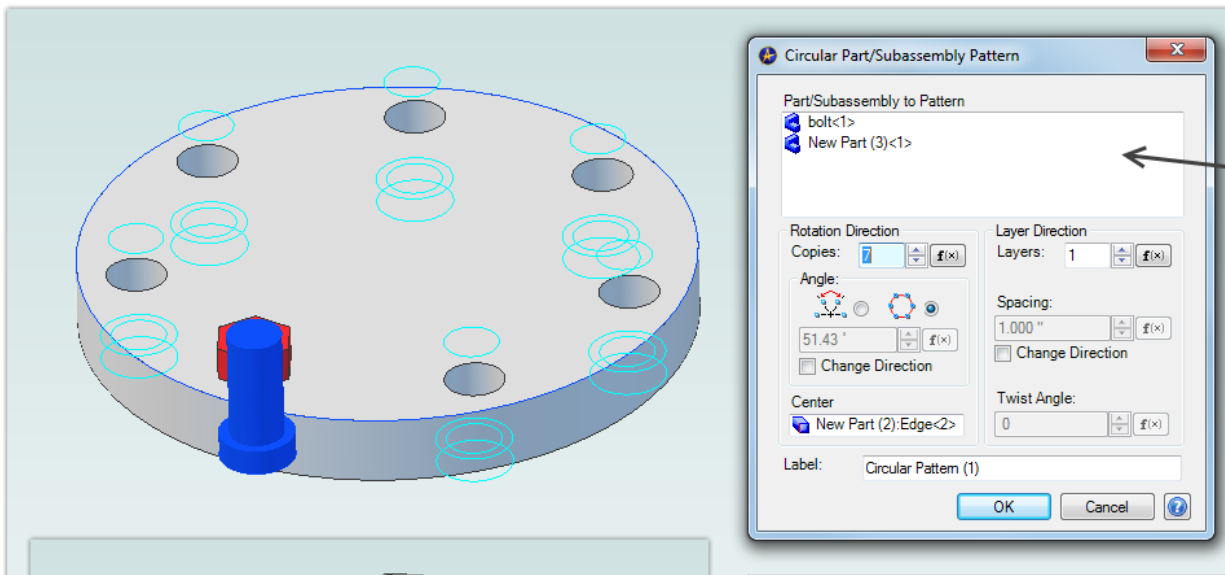 Circular Part/Subassembly Pattern
Part/Subassembly to Pattern
bolt<1>
New Part (3)<1>
Rotation Direction
Copies: 7 f(x)
Angle:
51.43 ° f(x)
Change Direction
Center
New Part (2):Edge<2>
Layer Direction
Layers: 1 f(x)
Spacing:
1.000 " f(x)
Change Direction
Twist Angle:
0 f(x)
Label: Circular Pattern (1)
OK Cancel ?